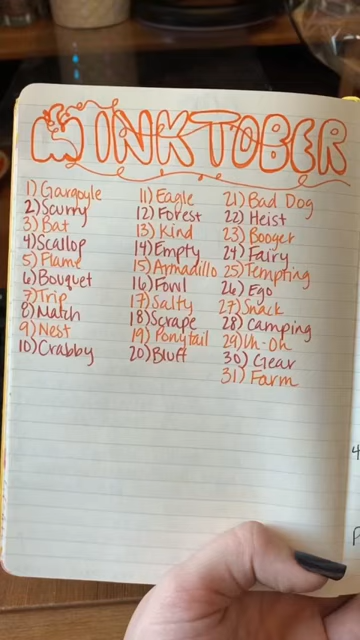 MINKTOBER
1) Gargoyle
2) Scurry
3) Bat
4) Scallop
5) Flame
6) Bouquet
7) Trip
8) Match
9) Nest
10) Crabby
11) Eagle
12) Forest
13) Kind
14) Empty
15) Armadillo
16) Fowl
17) Salty
18) Scrape
19) Ponytail
20) Bluff
21) Bad Dog
22) Heist
23) Booger
24) Fairy
25) Tempting
26) Ego
27) Snack
28) Camping
29) Uh-Oh
30) Gear
31) Farm
4
P